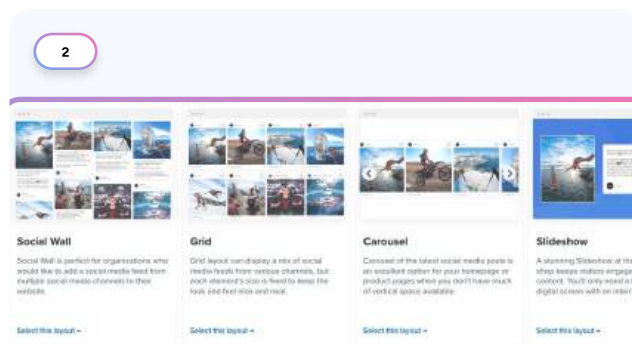 2
Social Wall
Social Wall is perfect for organisations who
would like to add a social media feed from
multiple social media channels to their
website.
Select this layout→
Grid
Grid layout can display a mix of social
media feeds from various channels, but
each element's size is fixed to keep the
look and feel nice and neat.
Select this layout→
Carousel
Carousel of the latest social media posts is
an excellent option for your homepage or
product pages when you don't have much
of vertical space available.
Select this layout→
Slideshow
A stunning Slideshow at th
shop keeps visitors engage
content. You'll only need a
digital screen with an inter
Select this layout→